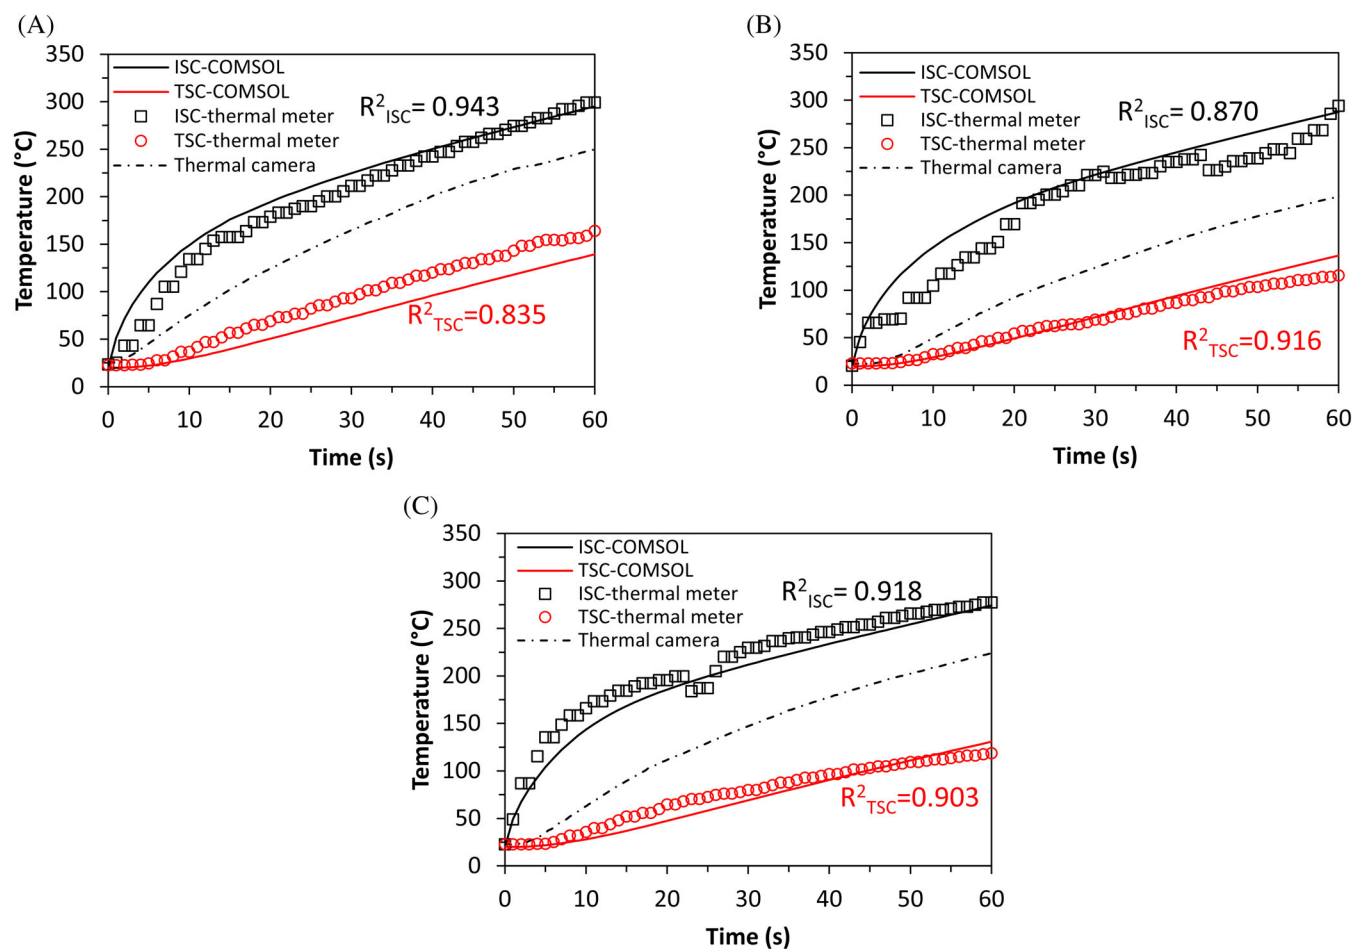 (A)
350
300
250
200
150
100
50
0
Temperature (°C)
ISC-COMSOL
TSC-COMSOL
ISC-thermal meter
TSC-thermal meter
Thermal camera
R²ISC= 0.943
R²TSC=0.835
0 10 20 30 40 50 60
Time (s)
(B)
350
300
250
200
150
100
50
0
Temperature (°C)
ISC-COMSOL
TSC-COMSOL
ISC-thermal meter
TSC-thermal meter
Thermal camera
R²ISC= 0.870
R²TSC=0.916
0 10 20 30 40 50 60
Time (s)
(C)
350
300
250
200
150
100
50
0
Temperature (°C)
ISC-COMSOL
TSC-COMSOL
ISC-thermal meter
TSC-thermal meter
Thermal camera
R²ISC= 0.918
R²TSC=0.903
0 10 20 30 40 50 60
Time (s)